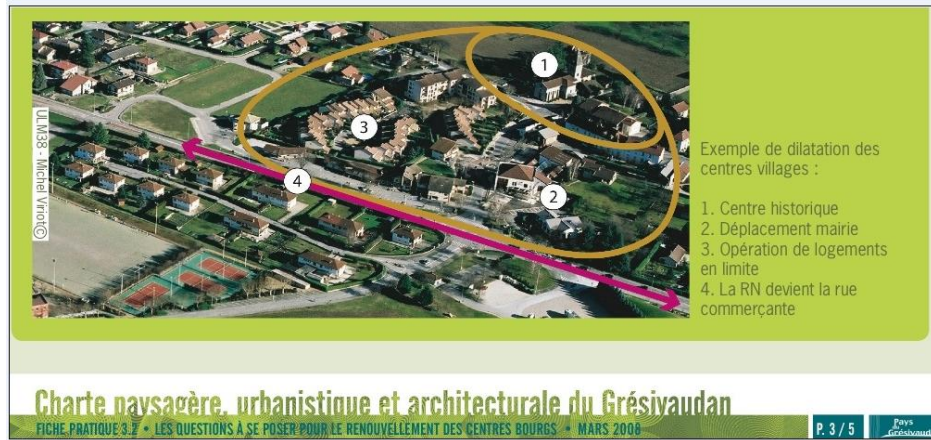 1
3
4
2
ULM38 - Michel Viriot©
Exemple de dilatation des
centres villages :
1. Centre historique
2. Déplacement mairie
3. Opération de logements
en limite
4. La RN devient la rue
commerçante
Charte paysagère, urbanistique et architecturale du Grésivaudan
FICHE PRATIQUE 3.2 • LES QUESTIONS À SE POSER POUR LE RENOUVELLEMENT DES CENTRES BOURGS • MARS 2008
P. 3 / 5
Pays
Grésivaudan